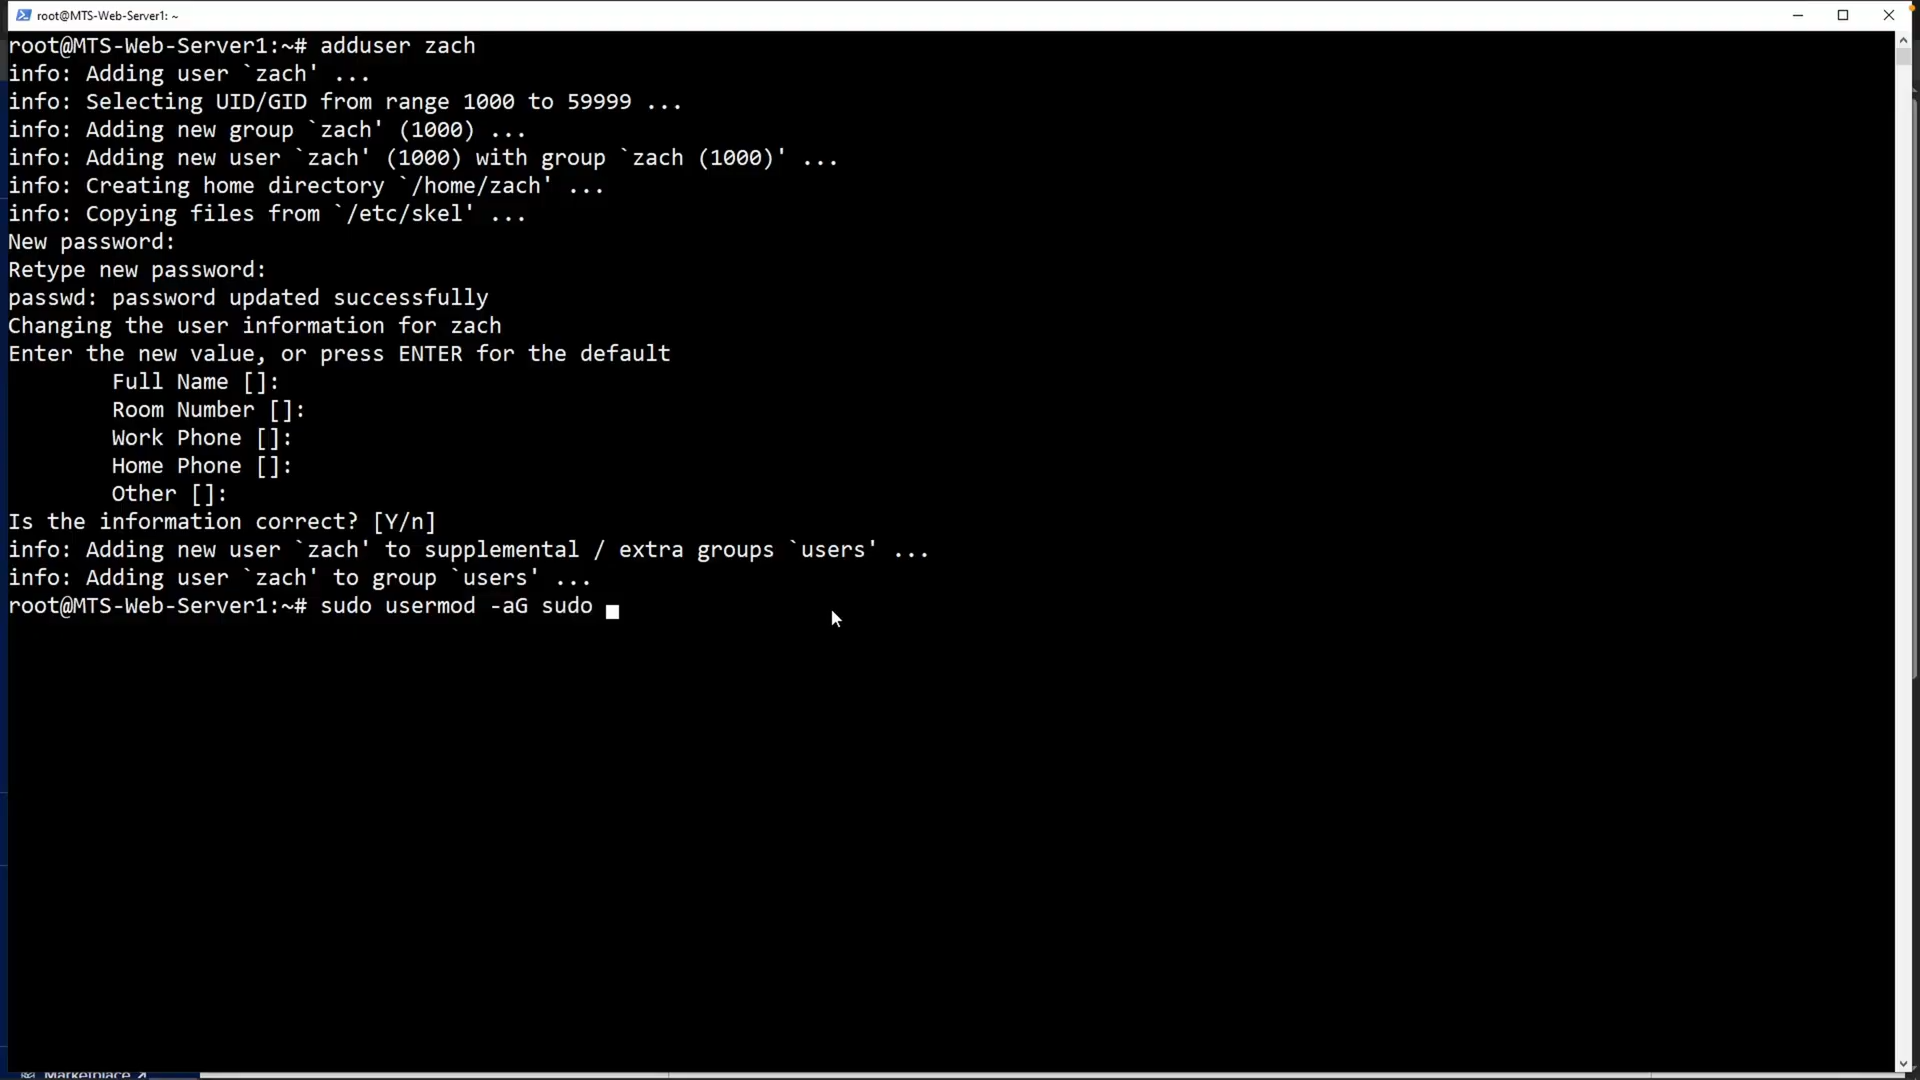 root@MTS-Web-Server1: ~
root@MTS-Web-Server1:~# adduser zach
info: Adding user `zach' ...
info: Selecting UID/GID from range 1000 to 59999 ...
info: Adding new group `zach' (1000) ...
info: Adding new user `zach' (1000) with group `zach (1000)' ...
info: Creating home directory `/home/zach' ...
info: Copying files from `/etc/skel' ...
New password:
Retype new password:
passwd: password updated successfully
Changing the user information for zach
Enter the new value, or press ENTER for the default
Full Name []:
Room Number []:
Work Phone []:
Home Phone []:
Other []:
Is the information correct? [Y/n]
info: Adding new user `zach' to supplemental / extra groups `users' ...
info: Adding user `zach' to group `users' ...
root@MTS-Web-Server1:~# sudo usermod -aG sudo
Marketplace